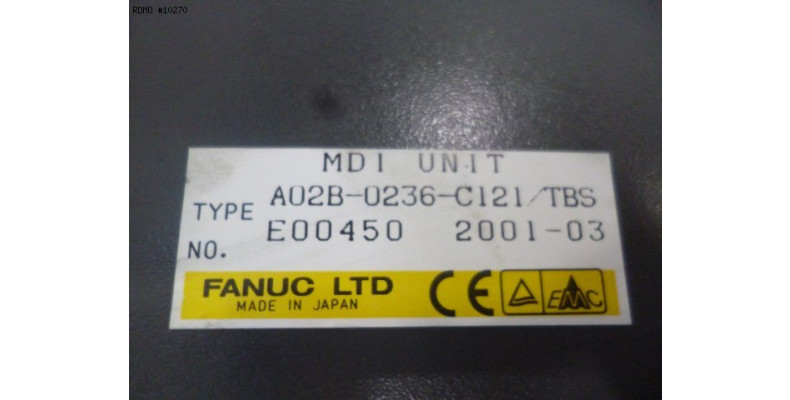 RDMO #10270
MDI UNIT
TYPE A02B-0236-C121/TBS
NO. E00450 2001-03
FANUC LTD
MADE IN JAPAN
CE
EMC